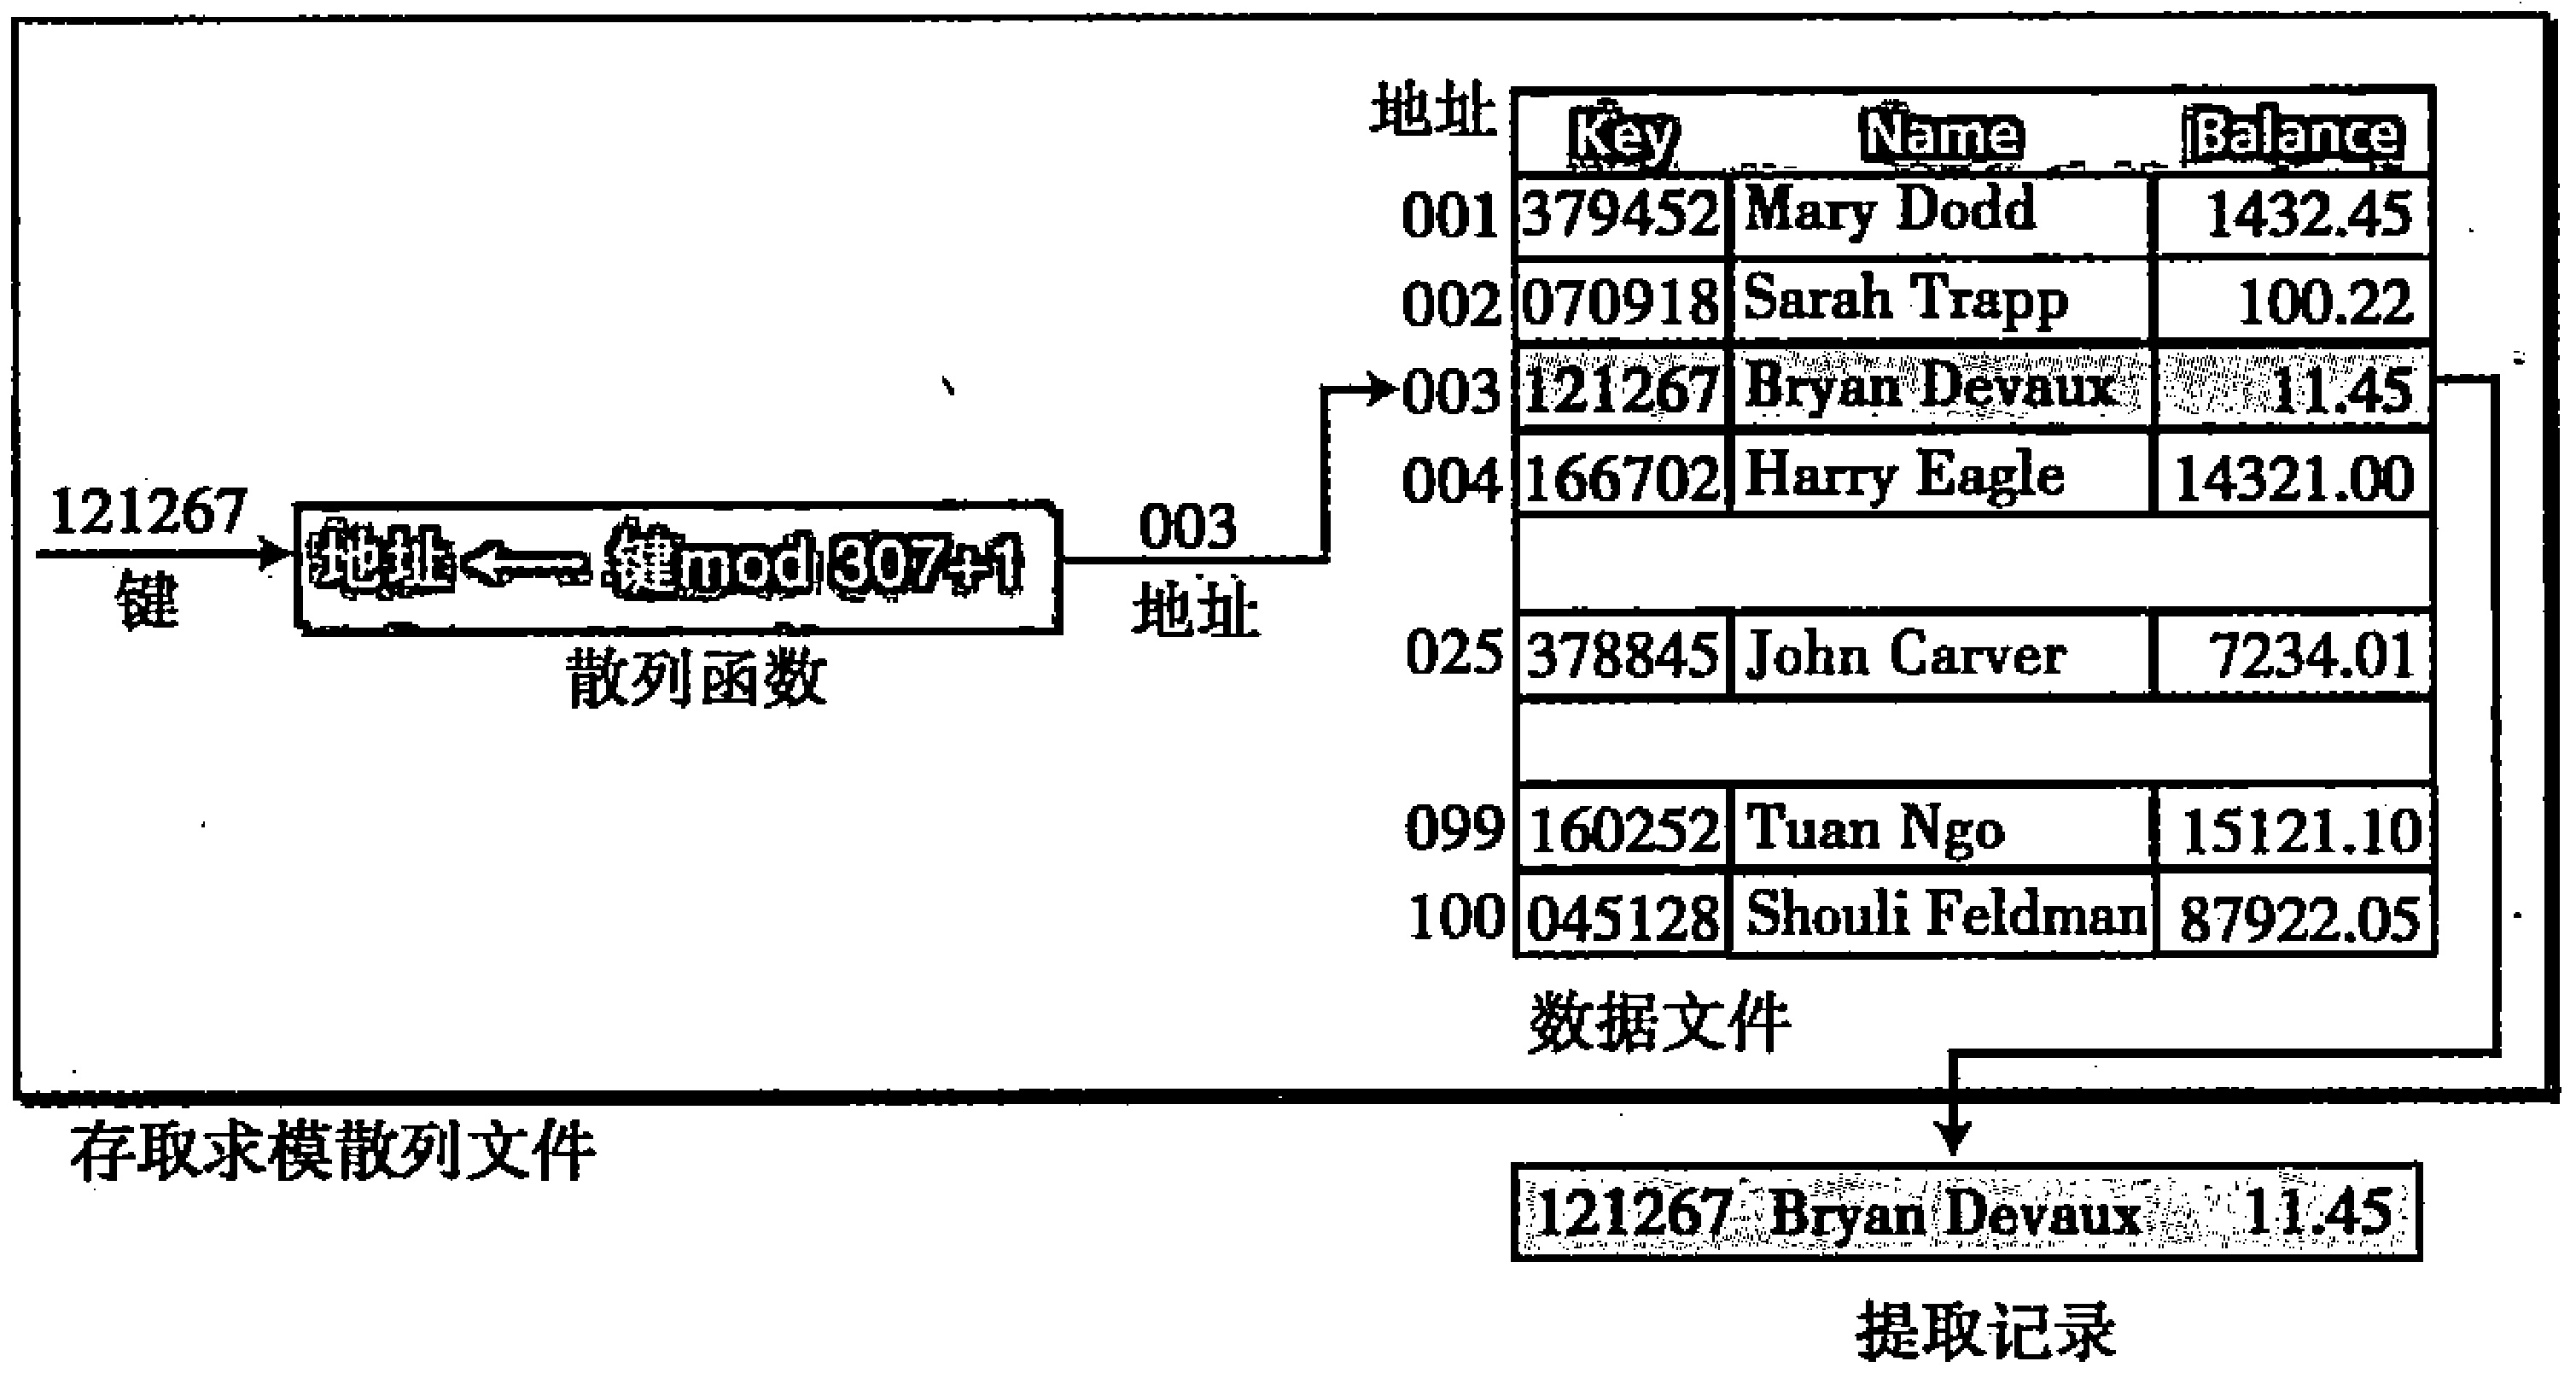 地址 Key Name Balance
001 379452 Mary Dodd 1432.45
002 070918 Sarah Trapp 100.22
003 121267 Bryan Devaux 11.45
004 166702 Harry Eagle 14321.00
121267
键
地址 ← 键mod 307+1
散列函数
003
地址
025 378845 John Carver 7234.01
099 160252 Tuan Ngo 15121.10
100 045128 Shouli Feldman 87922.05
数据文件
存取求模散列文件
121267 Bryan Devaux 11.45
提取记录